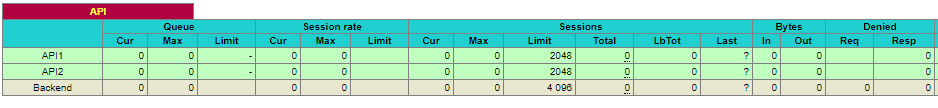 API
Queue Session rate Sessions Bytes Denied
Cur Max Limit Cur Max Limit Cur Max Limit Total LbTot Last In Out Req Resp
API1 0 0 - 0 0 0 0 2048 0 0 ? 0 0 0
API2 0 0 - 0 0 0 0 2048 0 0 ? 0 0 0
Backend 0 0 0 0 0 0 4 096 0 0 ? 0 0 0 0